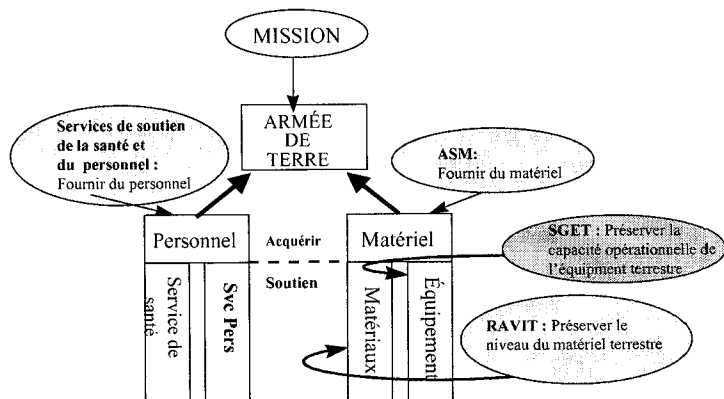 MISSION
ARMÉE
DE
TERRE
Services de soutien
de la santé et
du personnel :
Fournir du personnel
ASM:
Fournir du matériel
Personnel
Acquérir
Matériel
SGET : Préserver la
capacité opérationnelle de
l'équipment terrestre
Soutien
Service de
santé
Svc Pers
Matériaux
Équipement
RAVIT : Préserver le
niveau du matériel terrestre